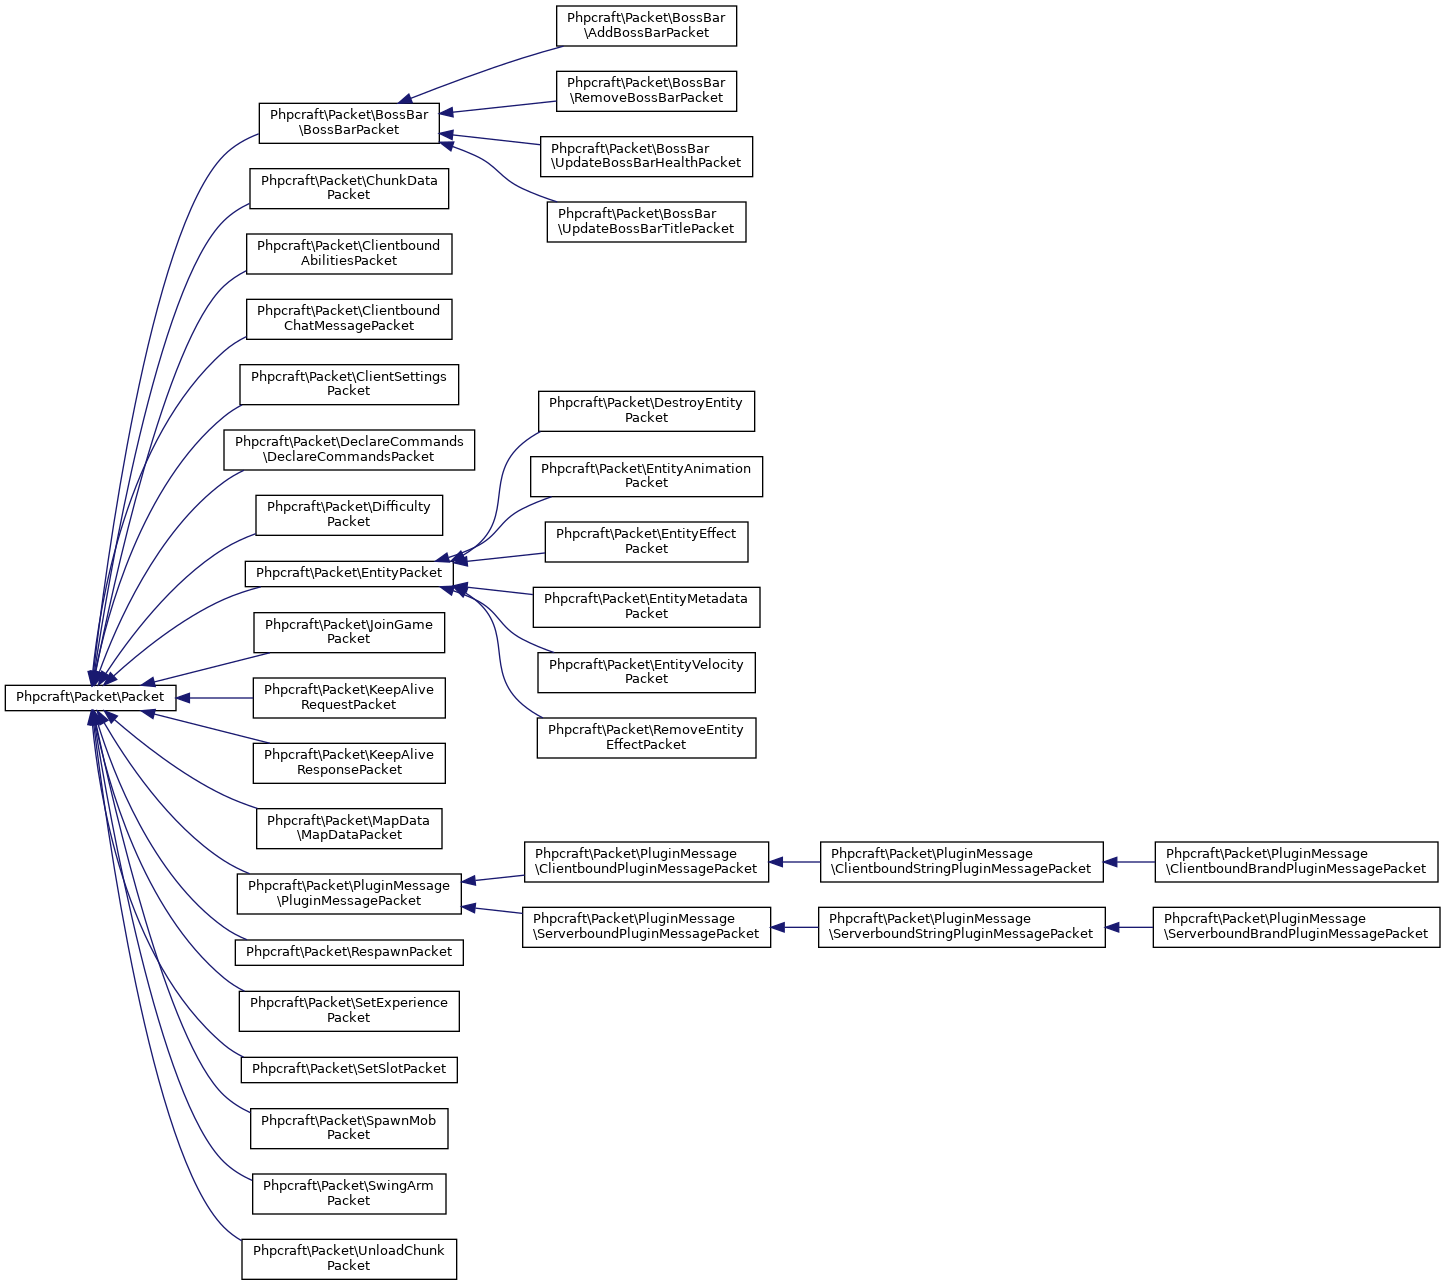 Phpcraft\Packet\BossBar
\AddBossBarPacket
Phpcraft\Packet\BossBar
\RemoveBossBarPacket
Phpcraft\Packet\BossBar
\BossBarPacket
Phpcraft\Packet\BossBar
\UpdateBossBarHealthPacket
Phpcraft\Packet\ChunkData
Packet
Phpcraft\Packet\BossBar
\UpdateBossBarTitlePacket
Phpcraft\Packet\Clientbound
AbilitiesPacket
Phpcraft\Packet\Clientbound
ChatMessagePacket
Phpcraft\Packet\ClientSettings
Packet
Phpcraft\Packet\DestroyEntity
Packet
Phpcraft\Packet\DeclareCommands
\DeclareCommandsPacket
Phpcraft\Packet\EntityAnimation
Packet
Phpcraft\Packet\Difficulty
Packet
Phpcraft\Packet\EntityEffect
Packet
Phpcraft\Packet\EntityPacket
Phpcraft\Packet\EntityMetadata
Packet
Phpcraft\Packet\JoinGame
Packet
Phpcraft\Packet\EntityVelocity
Packet
Phpcraft\Packet\Packet
Phpcraft\Packet\KeepAlive
RequestPacket
Phpcraft\Packet\RemoveEntity
EffectPacket
Phpcraft\Packet\KeepAlive
ResponsePacket
Phpcraft\Packet\MapData
\MapDataPacket
Phpcraft\Packet\PluginMessage
\ClientboundPluginMessagePacket
Phpcraft\Packet\PluginMessage
\ClientboundStringPluginMessagePacket
Phpcraft\Packet\PluginMessage
\ClientboundBrandPluginMessagePacket
Phpcraft\Packet\PluginMessage
\PluginMessagePacket
Phpcraft\Packet\PluginMessage
\ServerboundPluginMessagePacket
Phpcraft\Packet\PluginMessage
\ServerboundStringPluginMessagePacket
Phpcraft\Packet\PluginMessage
\ServerboundBrandPluginMessagePacket
Phpcraft\Packet\RespawnPacket
Phpcraft\Packet\SetExperience
Packet
Phpcraft\Packet\SetSlotPacket
Phpcraft\Packet\SpawnMob
Packet
Phpcraft\Packet\SwingArm
Packet
Phpcraft\Packet\UnloadChunk
Packet